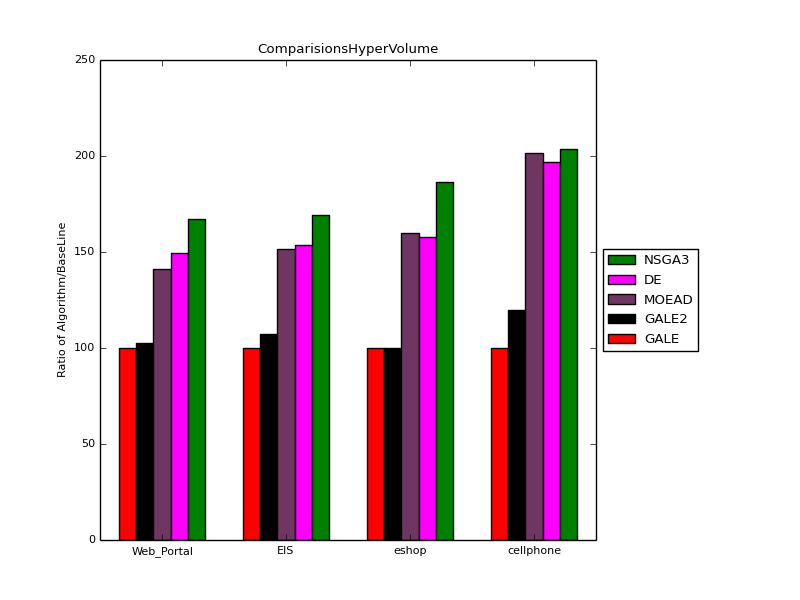 ComparisionsHyperVolume
Ratio of Algorithm/BaseLine
250
200
150
100
50
0
Web_Portal
EIS
eshop
cellphone
NSGA3
DE
MOEAD
GALE2
GALE